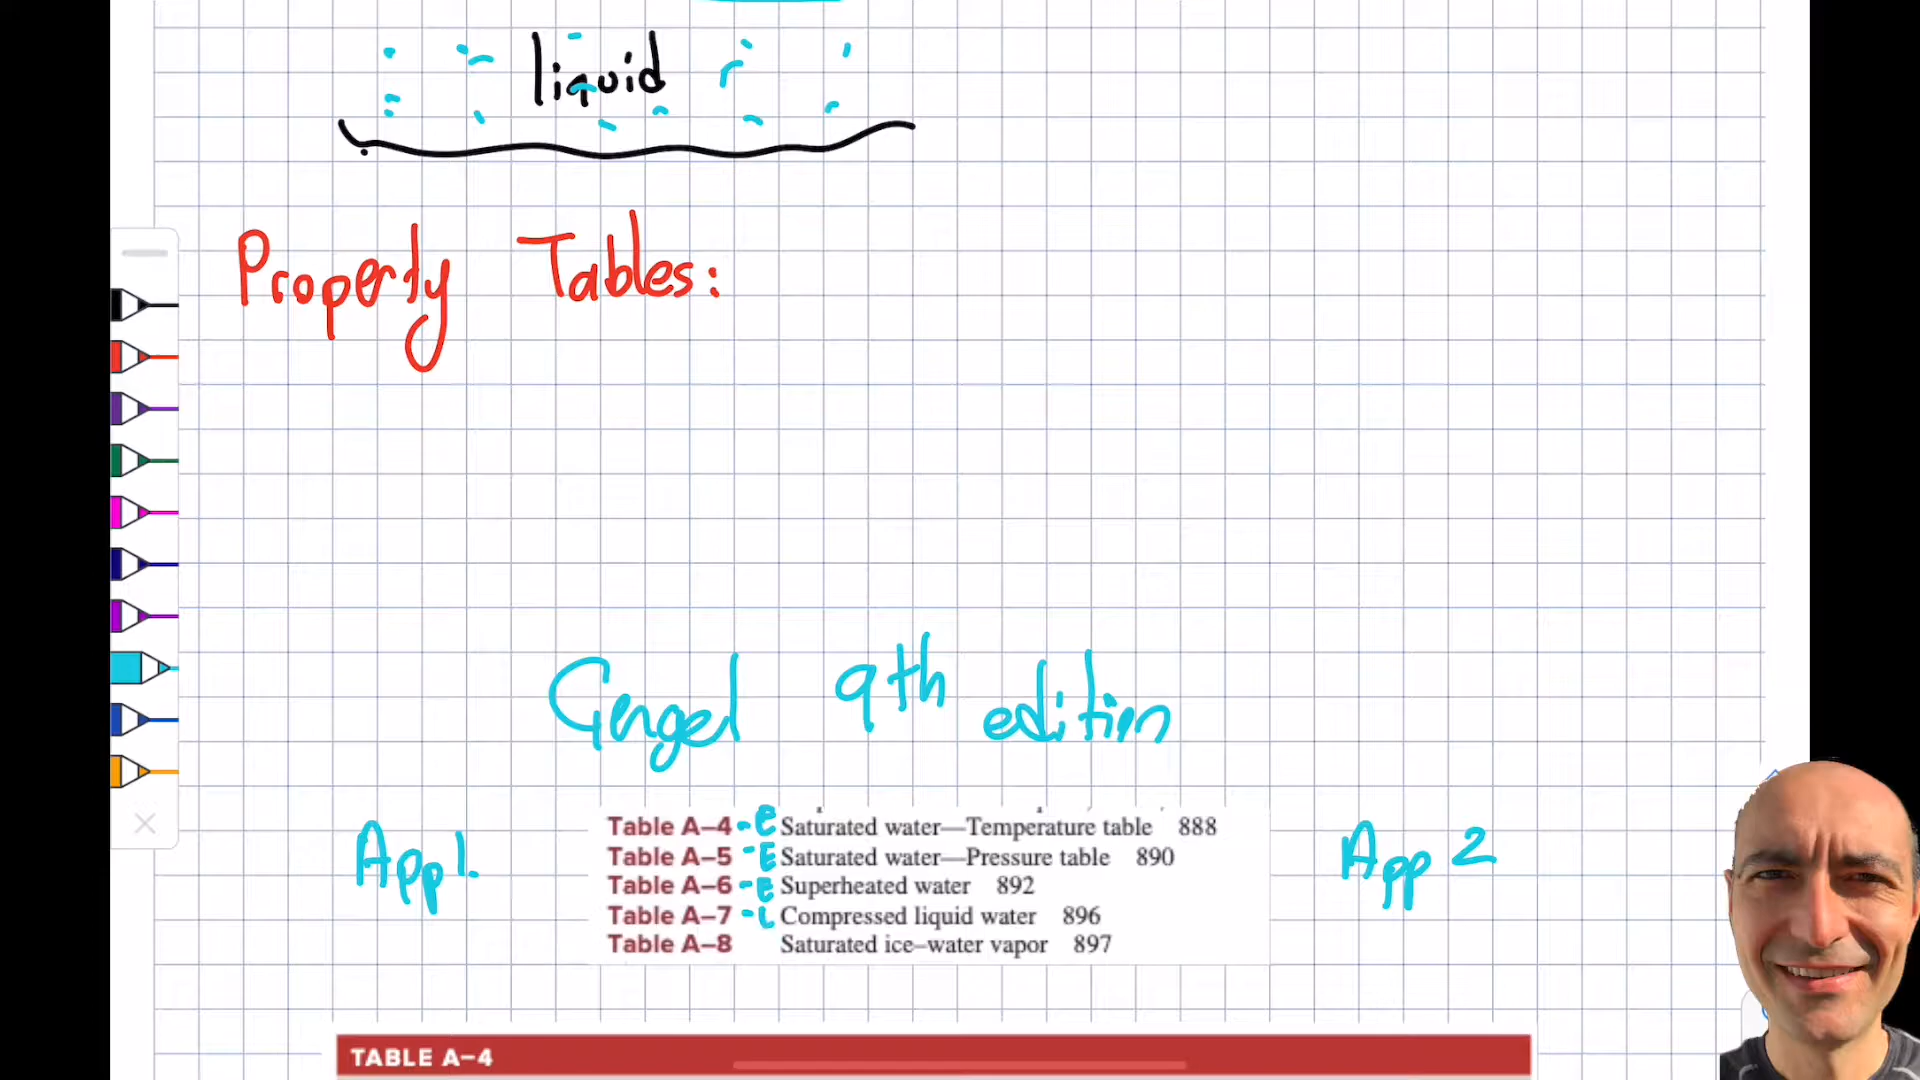 liquid
Property Tables:
Cengel 9th edition
App 1.
Table A–4 -E Saturated water—Temperature table 888
Table A–5 -E Saturated water—Pressure table 890
Table A–6 -E Superheated water 892
Table A–7 - Compressed liquid water 896
Table A–8 Saturated ice–water vapor 897
App 2
TABLE A–4